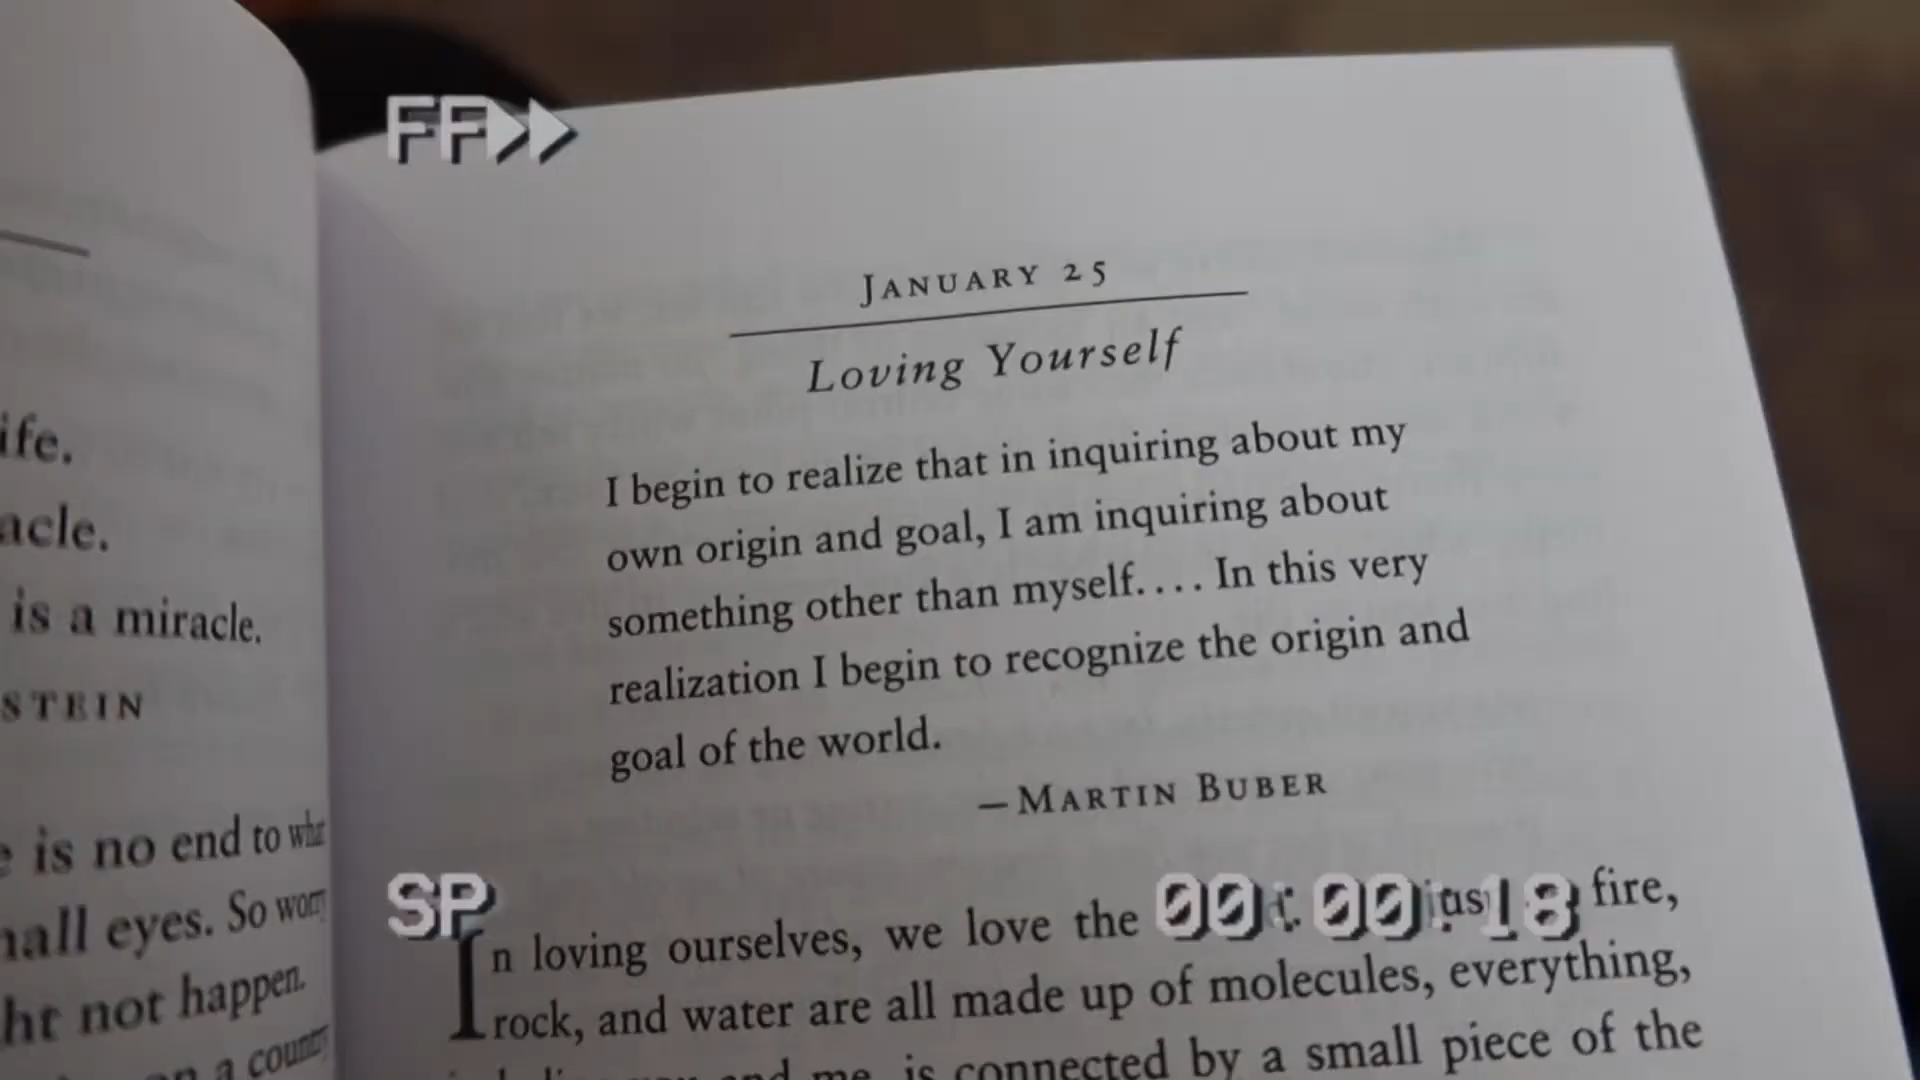 FF
ife.
acle.
is a miracle.
STEIN
e is no end to what
all eyes. So worry
ht not happen.
on a country
JANUARY 25
Loving Yourself
I begin to realize that in inquiring about my
own origin and goal, I am inquiring about
something other than myself.... In this very
realization I begin to recognize the origin and
goal of the world.
—MARTIN BUBER
SP
00:00:18
In loving ourselves, we love the fire,
rock, and water are all made up of molecules, everything,
and me, is connected by a small piece of the